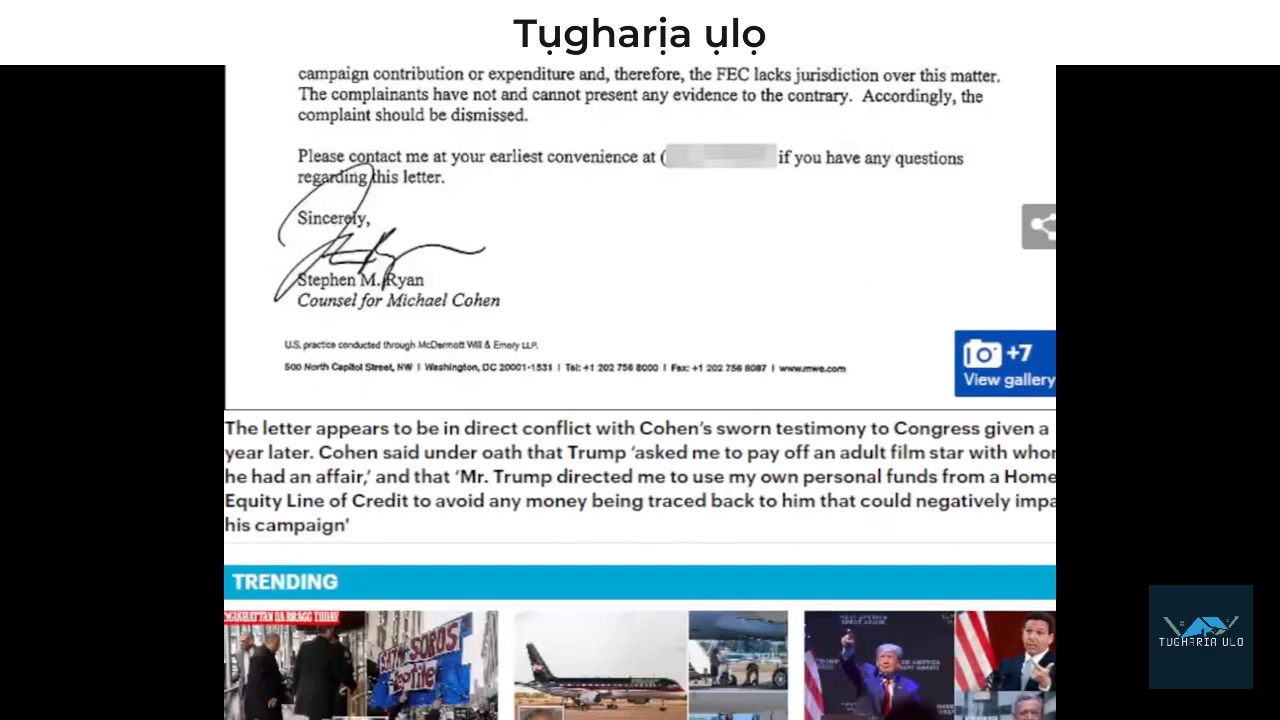 Tụgharịa ụlọ
campaign contribution or expenditure and, therefore, the FEC lacks jurisdiction over this matter.
The complainants have not and cannot present any evidence to the contrary. Accordingly, the
complaint should be dismissed.
Please contact me at your earliest convenience at ( if you have any questions
regarding this letter.
Sincerely,
Stephen M. Ryan
Counsel for Michael Cohen
U.S. practice conducted through McDermott Will & Emery LLP.
500 North Capitol Street, NW | Washington, DC 20001-1531 | Tel: +1 202 756 8000 | Fax: +1 202 756 8087 | www.mwe.com
+7
View gallery
The letter appears to be in direct conflict with Cohen's sworn testimony to Congress given a
year later. Cohen said under oath that Trump 'asked me to pay off an adult film star with whom
he had an affair,' and that 'Mr. Trump directed me to use my own personal funds from a Home
Equity Line of Credit to avoid any money being traced back to him that could negatively impa
his campaign'
TRENDING
MANHATTAN DA BRAGG TODAY
SOROS
TRUMP
TUGHARIA ULO